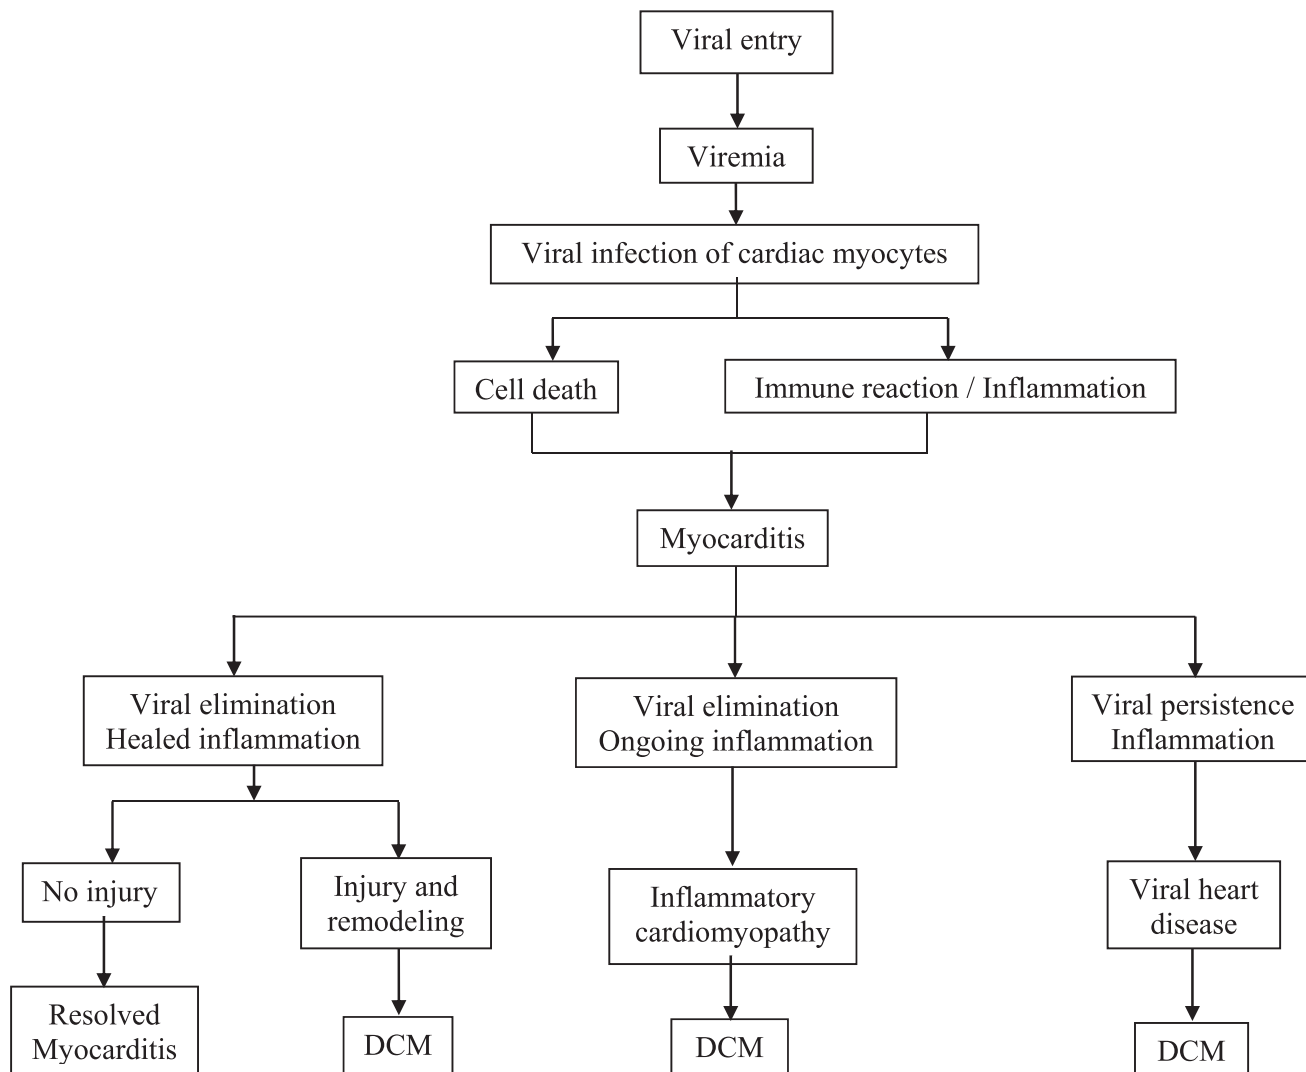 Viral entry
Viremia
Viral infection of cardiac myocytes
Cell death
Immune reaction / Inflammation
Myocarditis
Viral elimination
Healed inflammation
Viral elimination
Ongoing inflammation
Viral persistence
Inflammation
No injury
Injury and
remodeling
Inflammatory
cardiomyopathy
Viral heart
disease
Resolved
Myocarditis
DCM
DCM
DCM